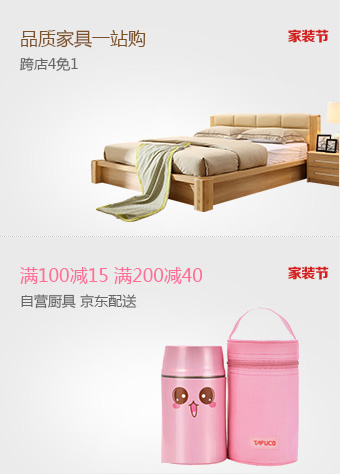 品质家具一站购
家装节
跨店4免1
满100减15 满200减40
家装节
自营厨具 京东配送
TAFUCO